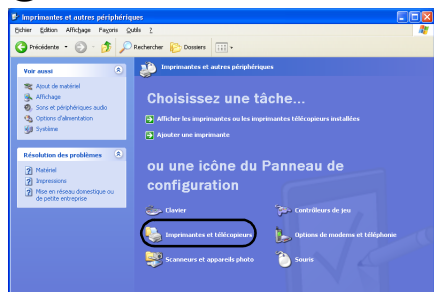 Imprimantes et autres périphériques
Fichier Edition Affichage Favoris Outils ?
Précédente Rechercher Dossiers
Voir aussi
Ajout de matériel
Affichage
Sons et périphériques audio
Options d'alimentation
Système
Résolution des problèmes
Matériel
Impressions
Mise en réseau domestique ou
de petite entreprise
Imprimantes et autres périphériques
Choisissez une tâche...
Afficher les imprimantes ou les imprimantes télécopieurs installées
Ajouter une imprimante
ou une icône du Panneau de
configuration
Clavier
Contrôleurs de jeu
Imprimantes et télécopieurs
Options de modems et téléphonie
Scanneurs et appareils photo
Souris